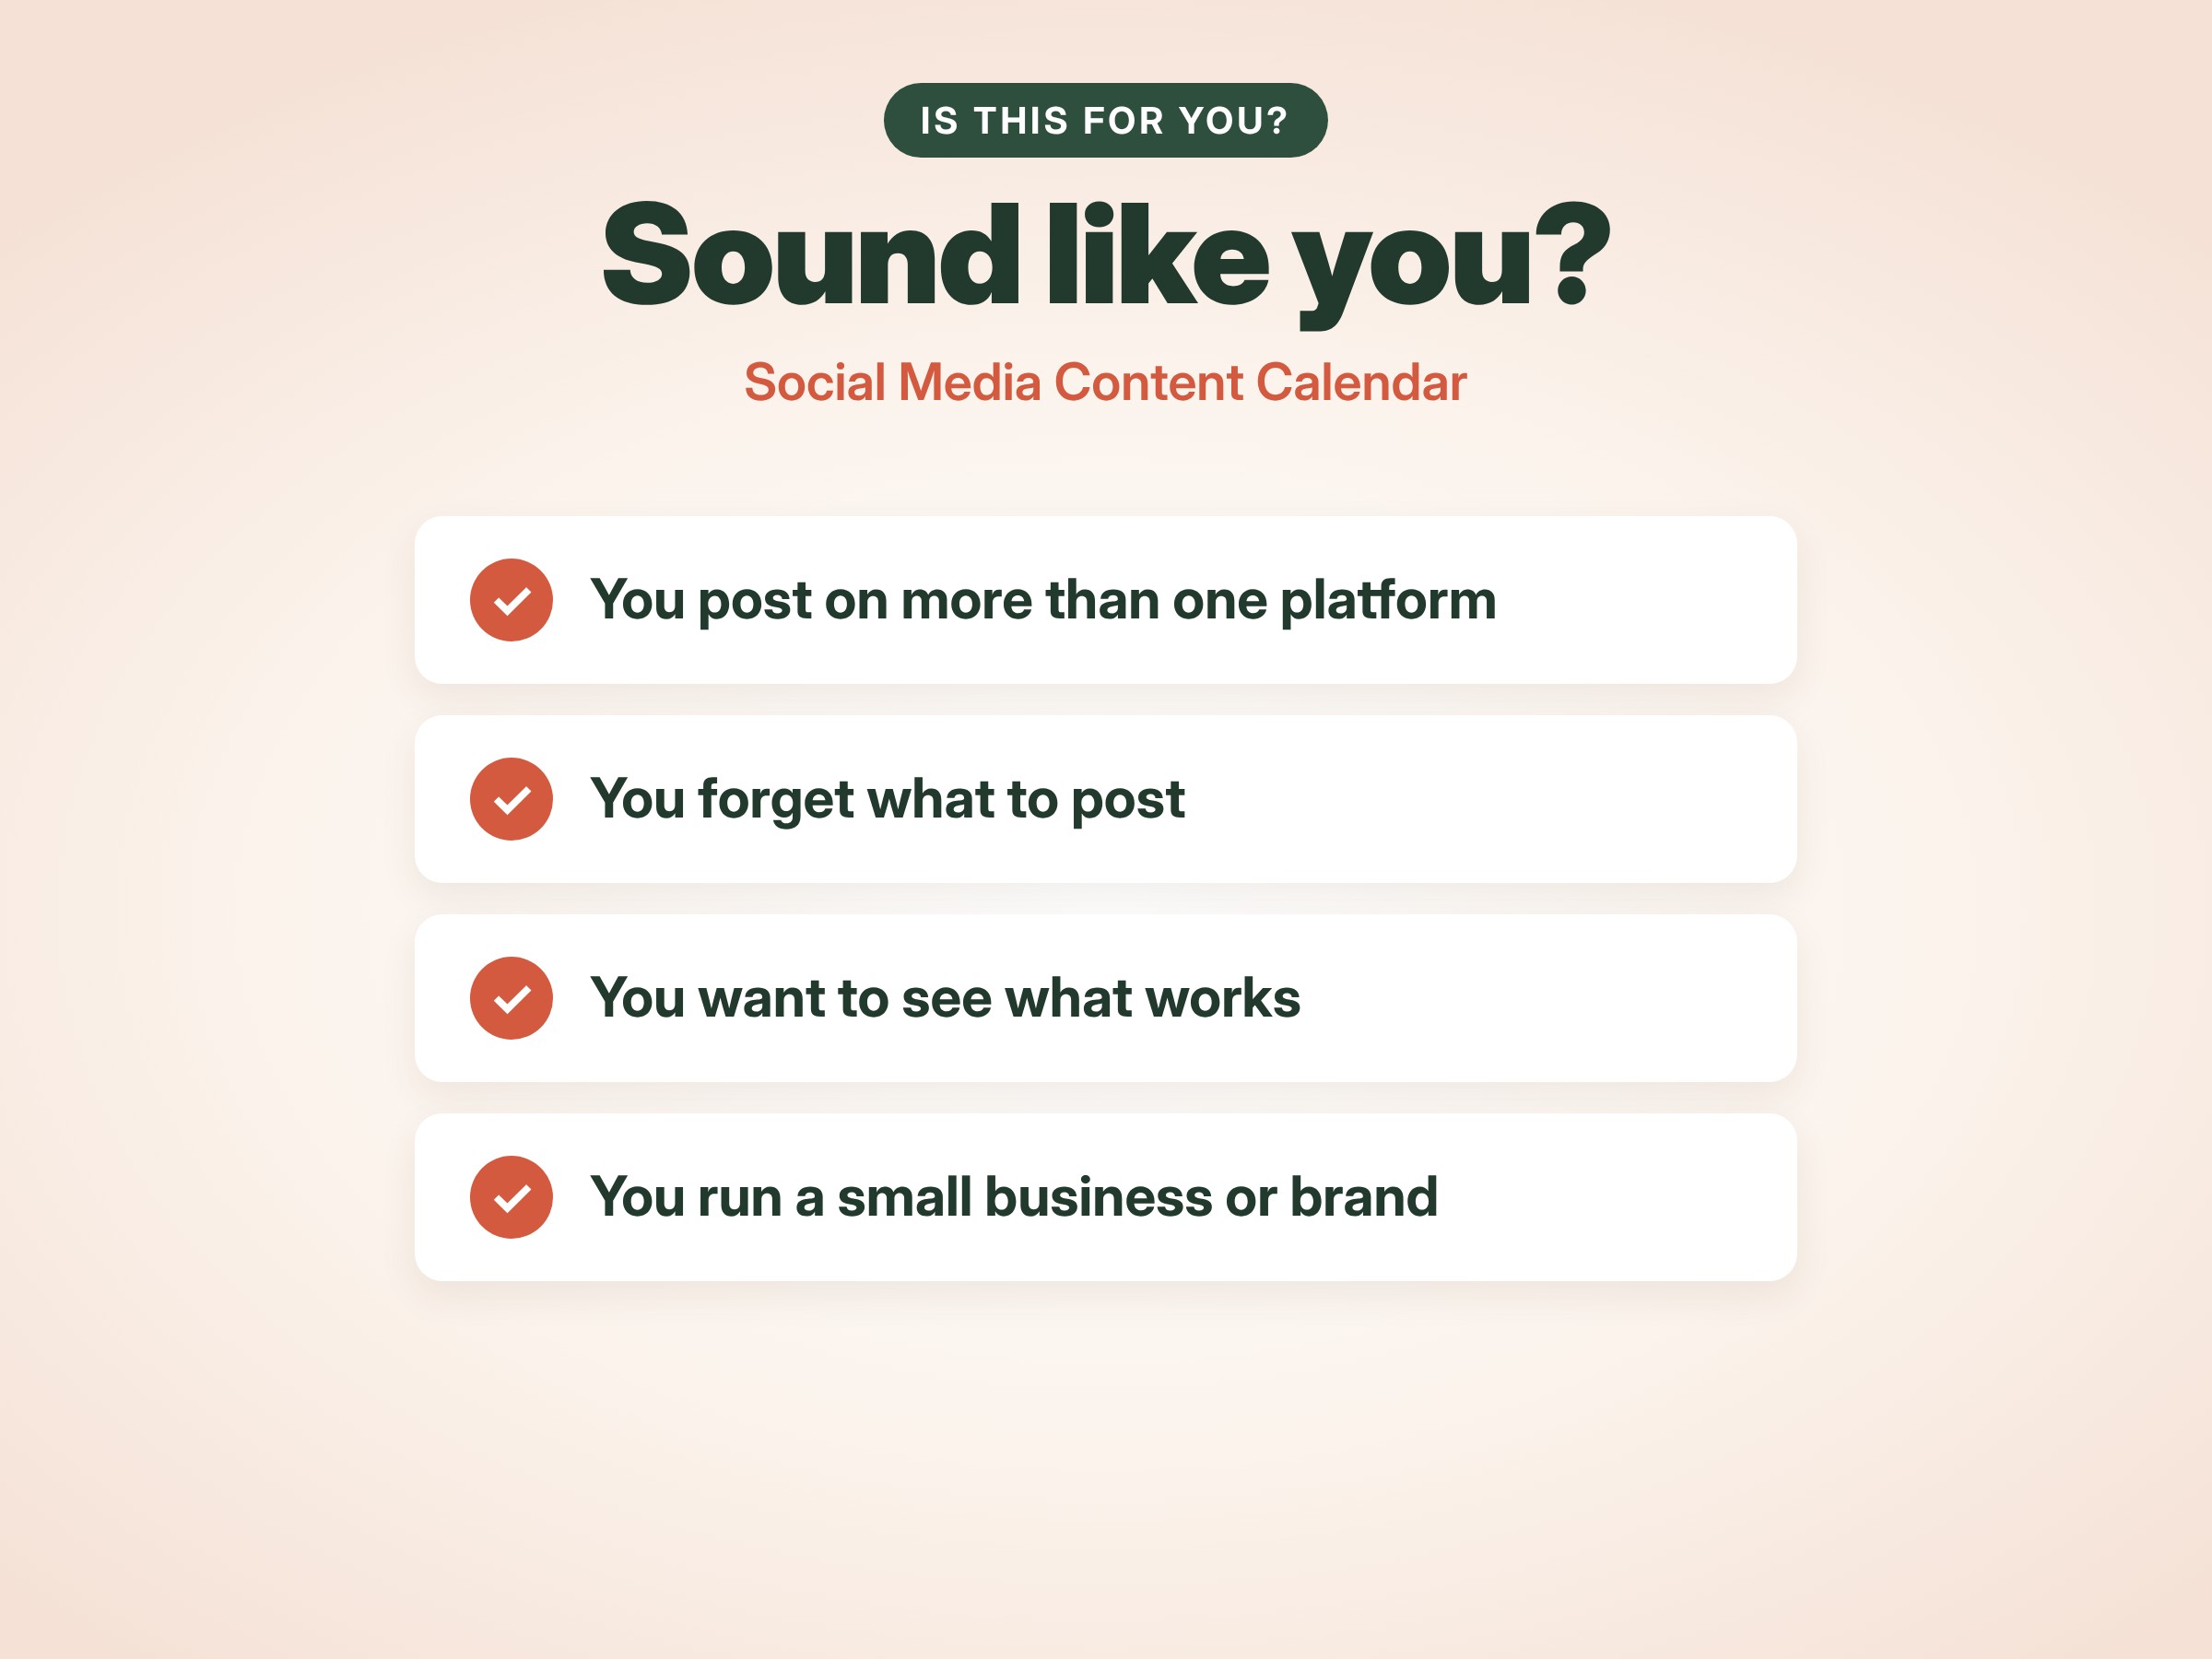 IS THIS FOR YOU?
Sound like you?
Social Media Content Calendar
You post on more than one platform
You forget what to post
You want to see what works
You run a small business or brand